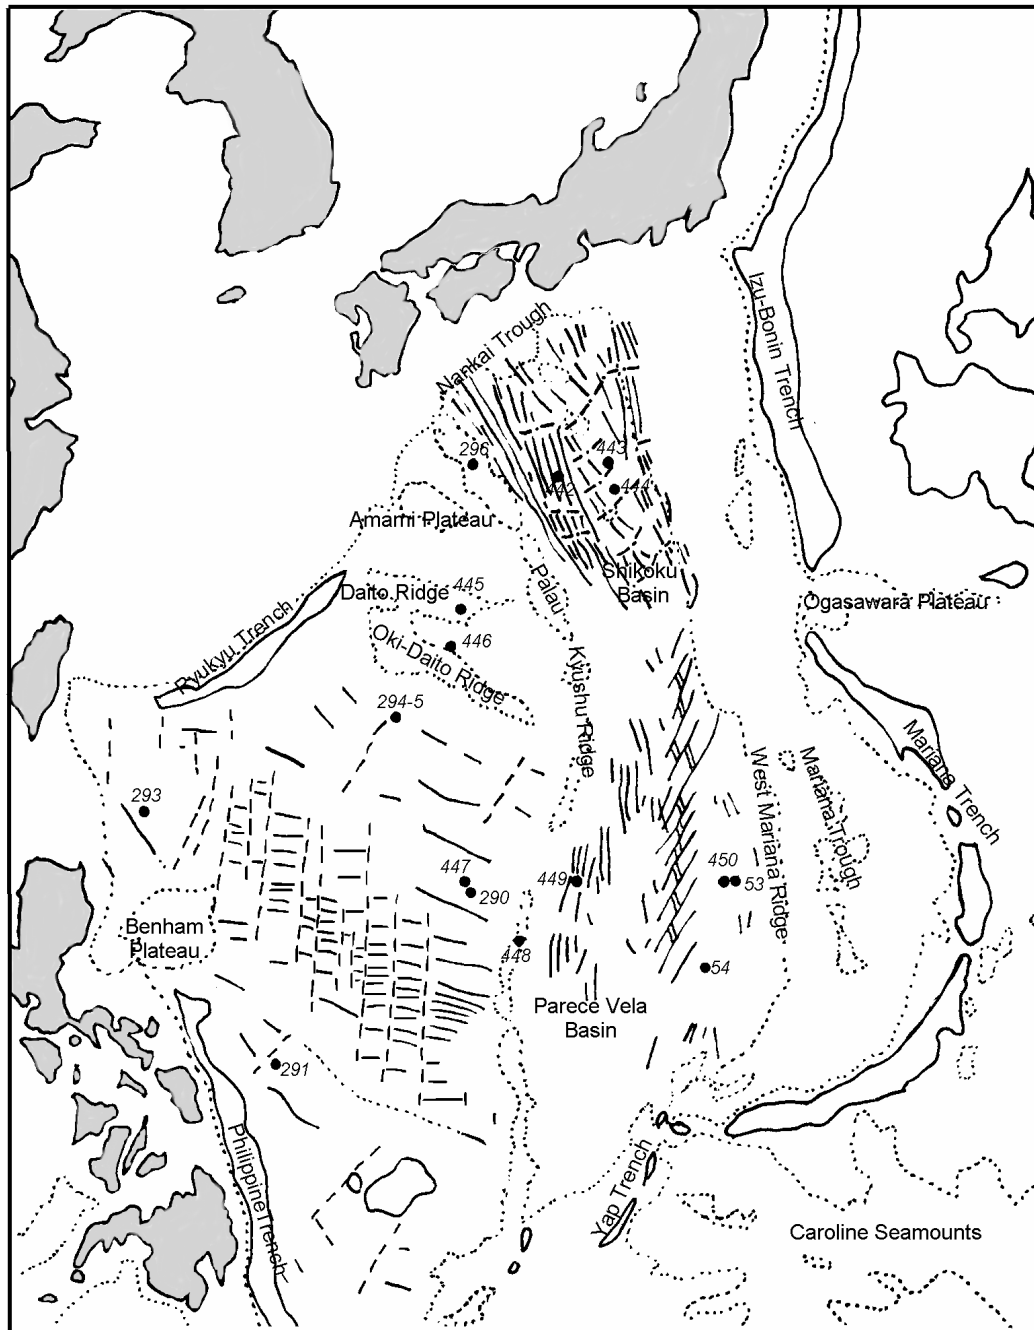 Nankai Trough
Izu-Bonin Trench
296
443
442
444
Amami Plateau
Palau
Shikoku
Basin
Daito Ridge
445
Ogasawara Plateau
Ryukyu Trench
446
Oki-Daito Ridge
Kyushu Ridge
294-5
Mariana Trench
West Mariana Ridge
Mariana Trough
293
447
290
449
450
53
Benham
Plateau
448
54
Parece Vela
Basin
291
Philippine Trench
Yap Trench
Caroline Seamounts